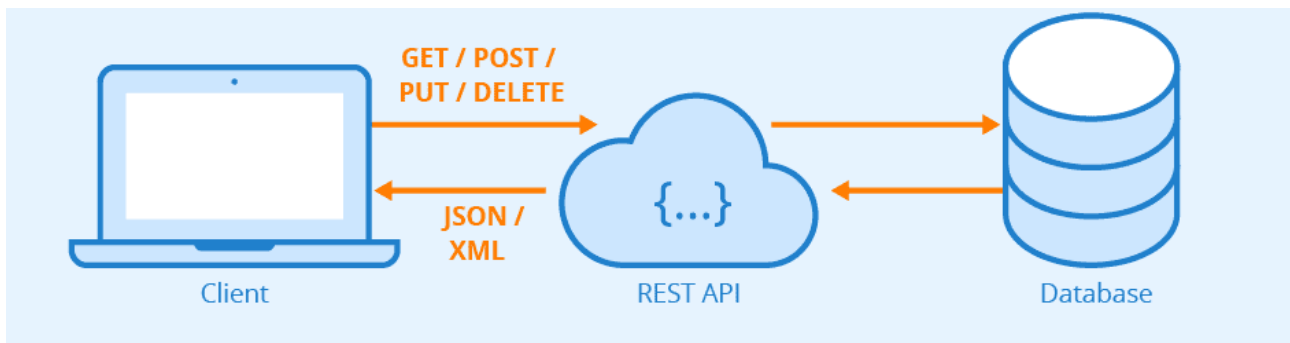 GET / POST /
PUT / DELETE
{...}
JSON /
XML
Client
REST API
Database